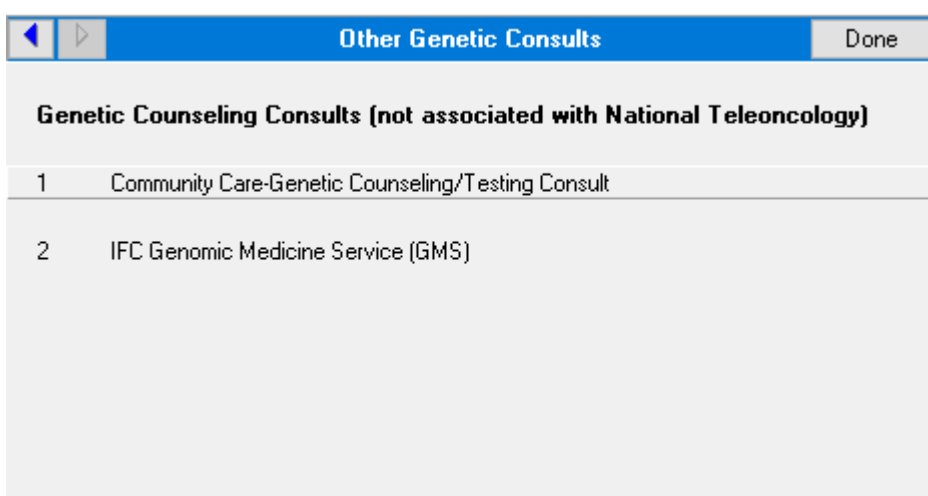 Other Genetic Consults
Done
Genetic Counseling Consults (not associated with National Teleoncology)
1 Community Care-Genetic Counseling/Testing Consult
2 IFC Genomic Medicine Service (GMS)